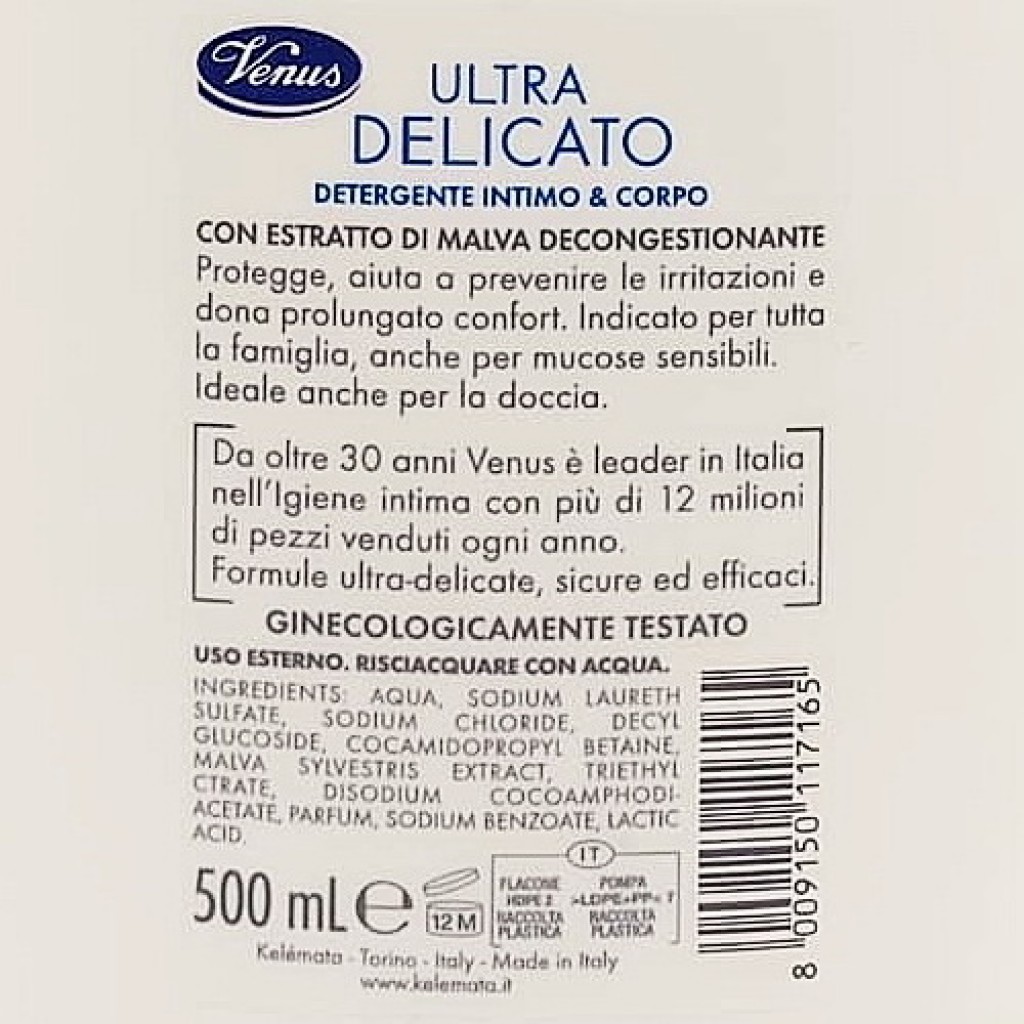 Venus
ULTRA
DELICATO
DETERGENTE INTIMO & CORPO
CON ESTRATTO DI MALVA DECONGESTIONANTE
Protegge, aiuta a prevenire le irritazioni e
dona prolungato confort. Indicato per tutta
la famiglia, anche per mucose sensibili.
Ideale anche per la doccia.
Da oltre 30 anni Venus è leader in Italia
nell'Igiene intima con più di 12 milioni
di pezzi venduti ogni anno.
Formule ultra-delicate, sicure ed efficaci.
GINECOLOGICAMENTE TESTATO
USO ESTERNO. RISCIACQUARE CON ACQUA.
INGREDIENTS: AQUA, SODIUM LAURETH
SULFATE, SODIUM CHLORIDE, DECYL
GLUCOSIDE, COCAMIDOPROPYL BETAINE,
MALVA SYLVESTRIS EXTRACT, TRIETHYL
CTRATE, DISODIUM COCOAMPHODI-
ACETATE, PARFUM, SODIUM BENZOATE, LACTIC
ACID.
8 009150 117165
500 mL e
12 M
IT
FLACONE POMPA
HDPE 2 >LDPE+PP<
RACCOLTA RACCOLTA
PLASTICA PLASTICA
Kelémata - Torino - Italy - Made in Italy
www.kelemata.it